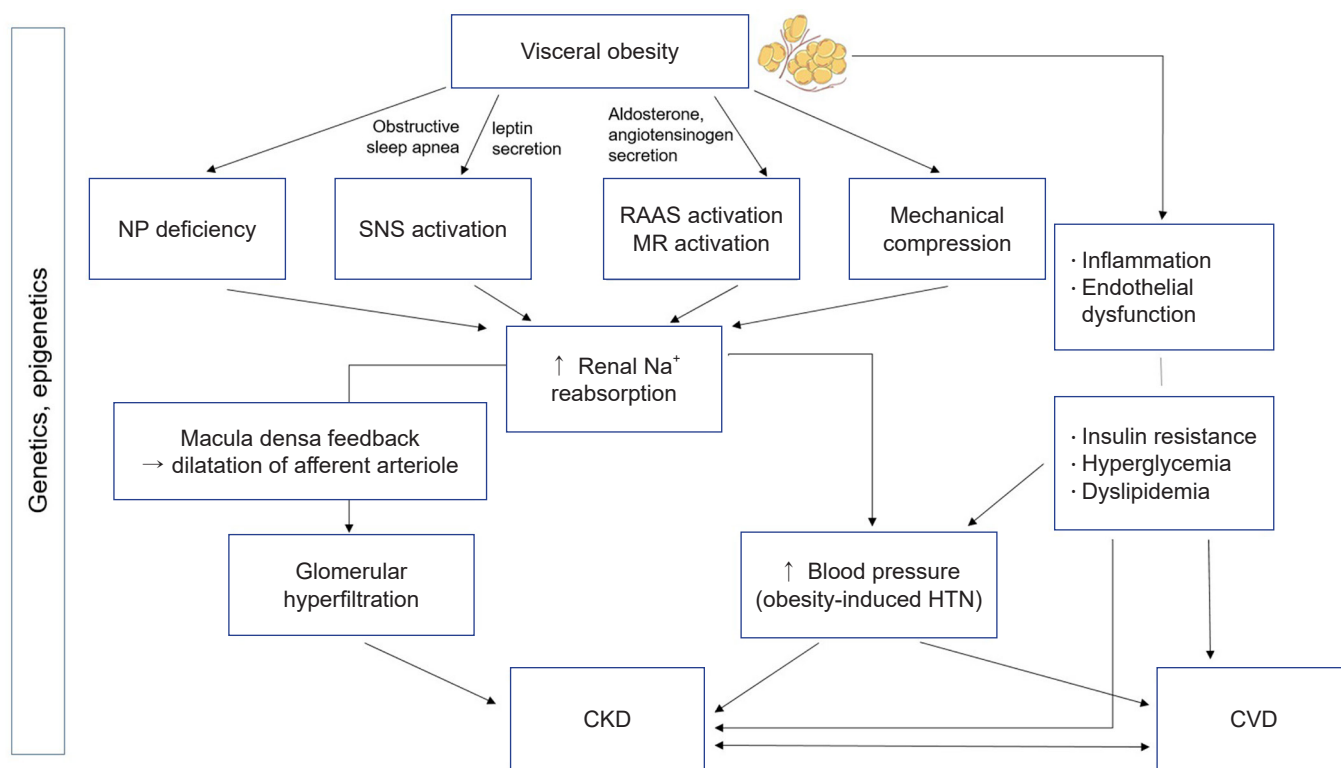 Genetics, epigenetics
Visceral obesity
Obstructive
sleep apnea
leptin
secretion
Aldosterone,
angiotensinogen
secretion
NP deficiency
SNS activation
RAAS activation
MR activation
Mechanical
compression
· Inflammation
· Endothelial
dysfunction
↑ Renal Na⁺
reabsorption
Macula densa feedback
→ dilatation of afferent arteriole
· Insulin resistance
· Hyperglycemia
· Dyslipidemia
Glomerular
hyperfiltration
↑ Blood pressure
(obesity-induced HTN)
CKD
CVD